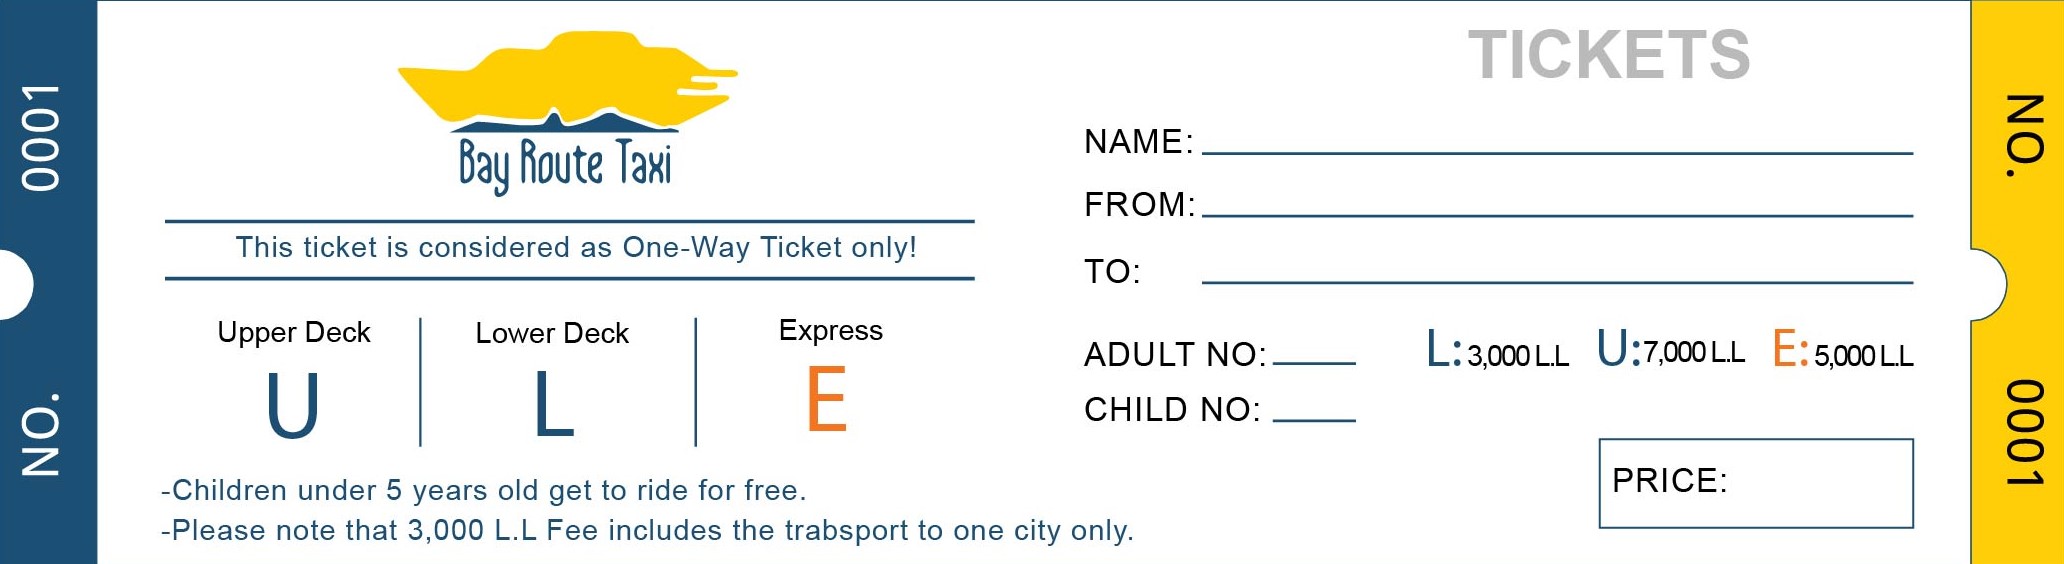 NO. 0001
Bay Route Taxi
This ticket is considered as One-Way Ticket only!
Upper Deck
U
Lower Deck
L
Express
E
-Children under 5 years old get to ride for free.
-Please note that 3,000 L.L Fee includes the trabsport to one city only.
TICKETS
NAME:
FROM:
TO:
ADULT NO: L: 3,000 L.L U: 7,000 L.L E: 5,000 L.L
CHILD NO:
PRICE:
NO. 0001